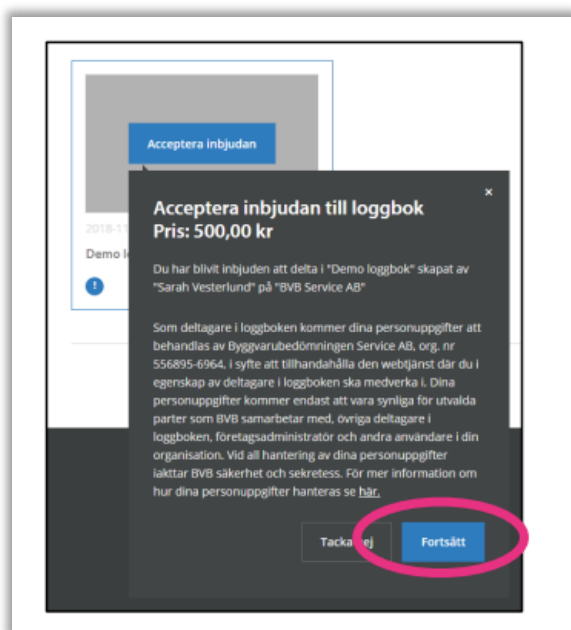 Acceptera inbjudan
×
Acceptera inbjudan till loggbok
Pris: 500,00 kr
2018-11
Demo l
Du har blivit inbjuden att delta i "Demo loggbok" skapat av
"Sarah Vesterlund" på "BVB Service AB"
Som deltagare i loggboken kommer dina personuppgifter att
behandlas av Byggvarubedömningen Service AB, org. nr
556895-6964, i syfte att tillhandahålla den webtjänst där du i
egenskap av deltagare i loggboken ska medverka i. Dina
personuppgifter kommer endast att vara synliga för utvalda
parter som BVB samarbetar med, övriga deltagare i
loggboken, företagsadministratör och andra användare i din
organisation. Vid all hantering av dina personuppgifter
iakttar BVB säkerhet och sekretess. För mer information om
hur dina personuppgifter hanteras se här.
Tacka ej
Fortsätt